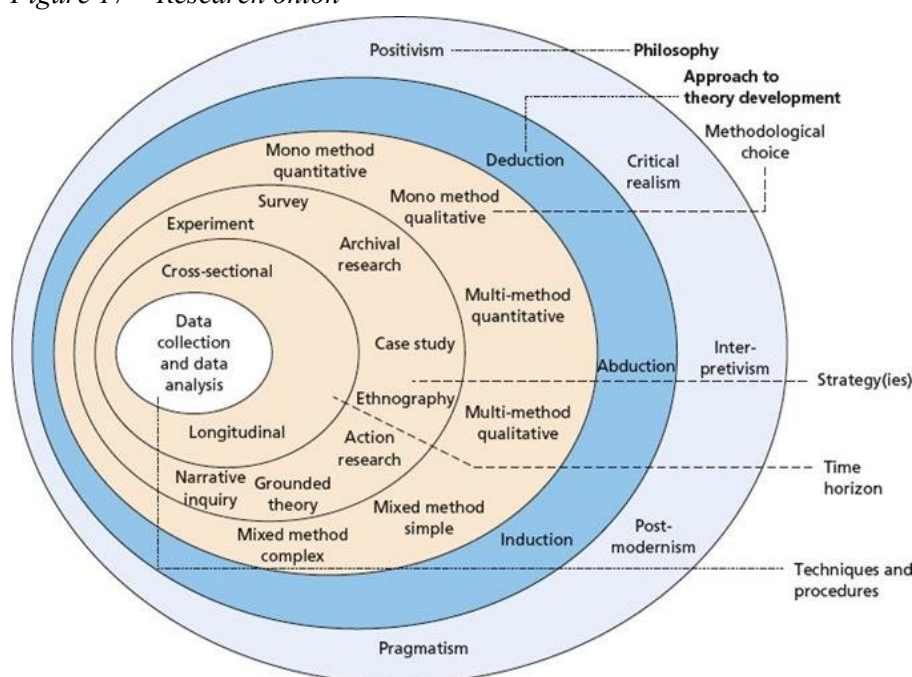 Figure 17 – Research onion
Positivism
Philosophy
Approach to
theory development
Methodological
choice
Deduction
Critical
realism
Mono method
quantitative
Mono method
qualitative
Survey
Experiment
Archival
research
Cross-sectional
Multi-method
quantitative
Data
collection
and data
analysis
Case study
Abduction
Inter-
pretivism
Strategy(ies)
Ethnography
Multi-method
qualitative
Longitudinal
Action
research
Time
horizon
Narrative
inquiry
Grounded
theory
Mixed method
simple
Mixed method
complex
Induction
Post-
modernism
Techniques and
procedures
Pragmatism